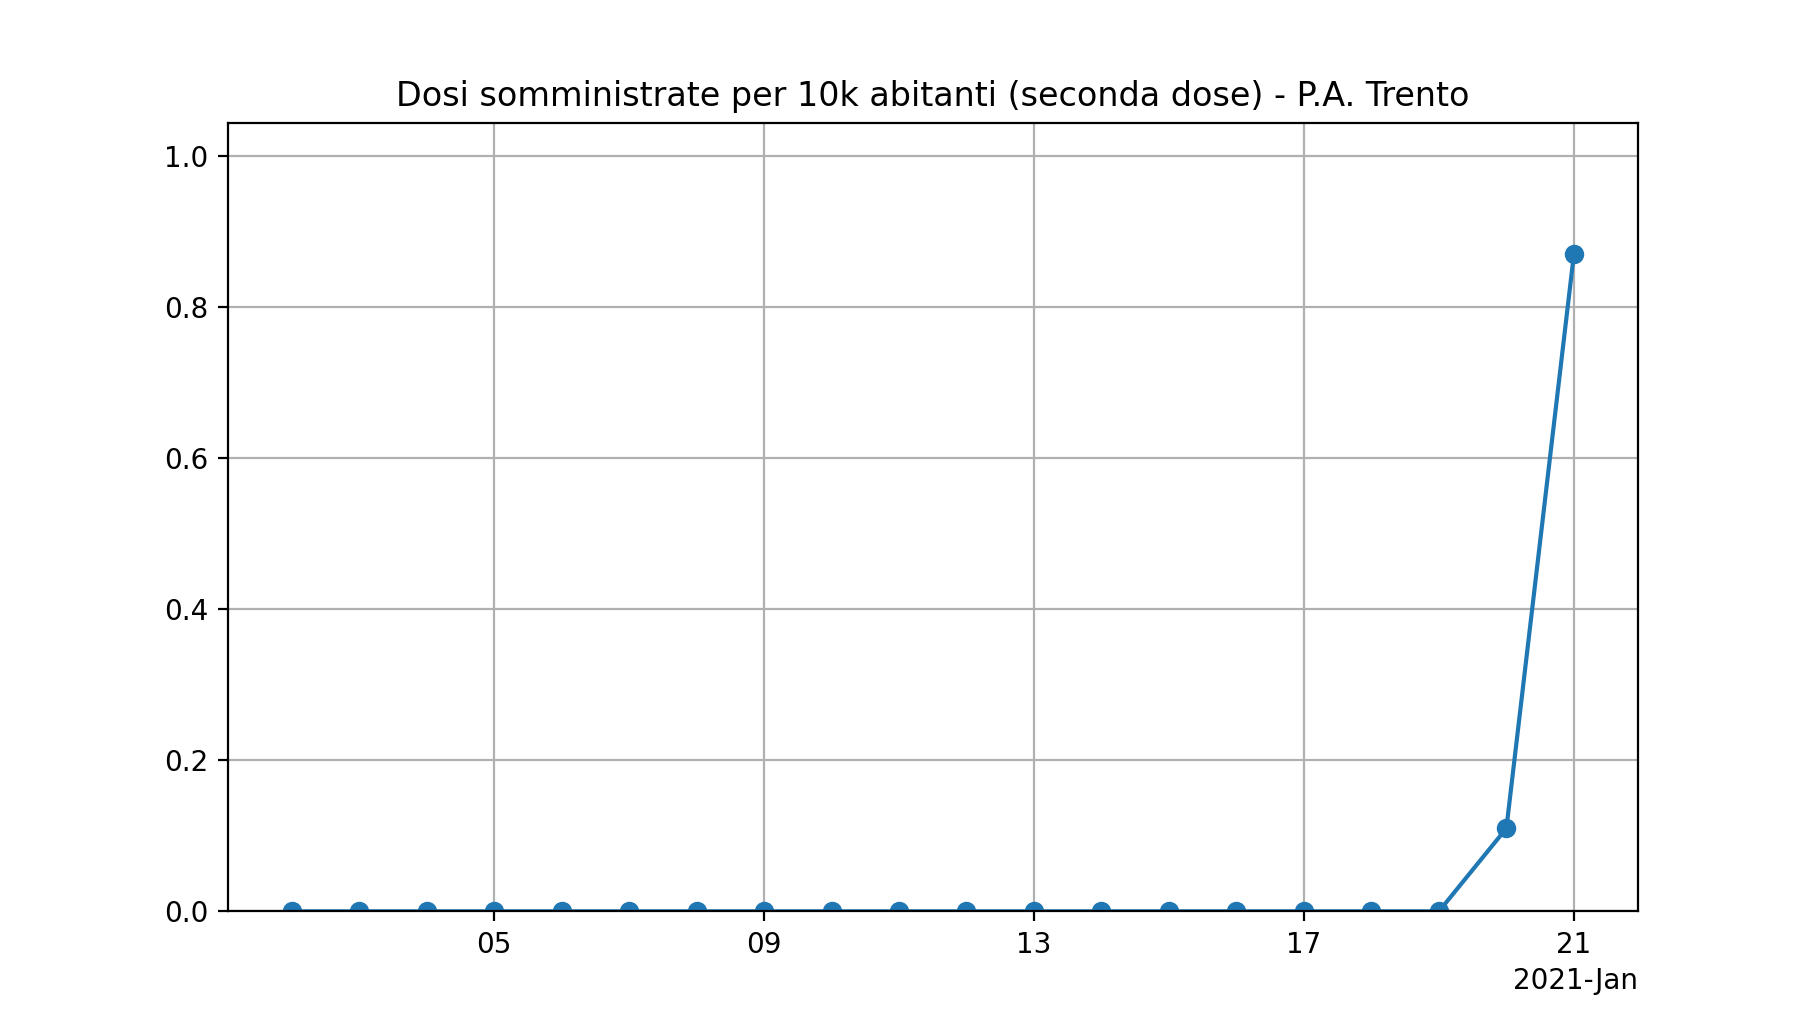 Dosi somministrate per 10k abitanti (seconda dose) - P.A. Trento
1.0
0.8
0.6
0.4
0.2
0.0
05 09 13 17 21
2021-Jan